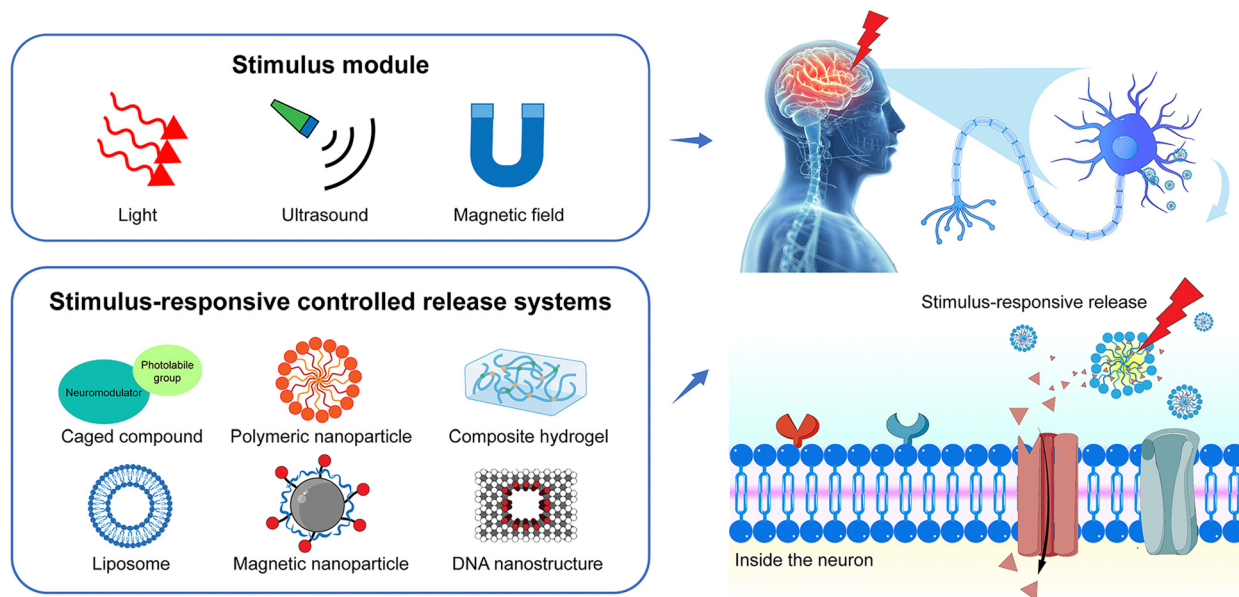 Stimulus module
Light
Ultrasound
Magnetic field
Stimulus-responsive controlled release systems
Photolabile
group
Neuromodulator
Caged compound
Polymeric nanoparticle
Composite hydrogel
Liposome
Magnetic nanoparticle
DNA nanostructure
Stimulus-responsive release
Inside the neuron